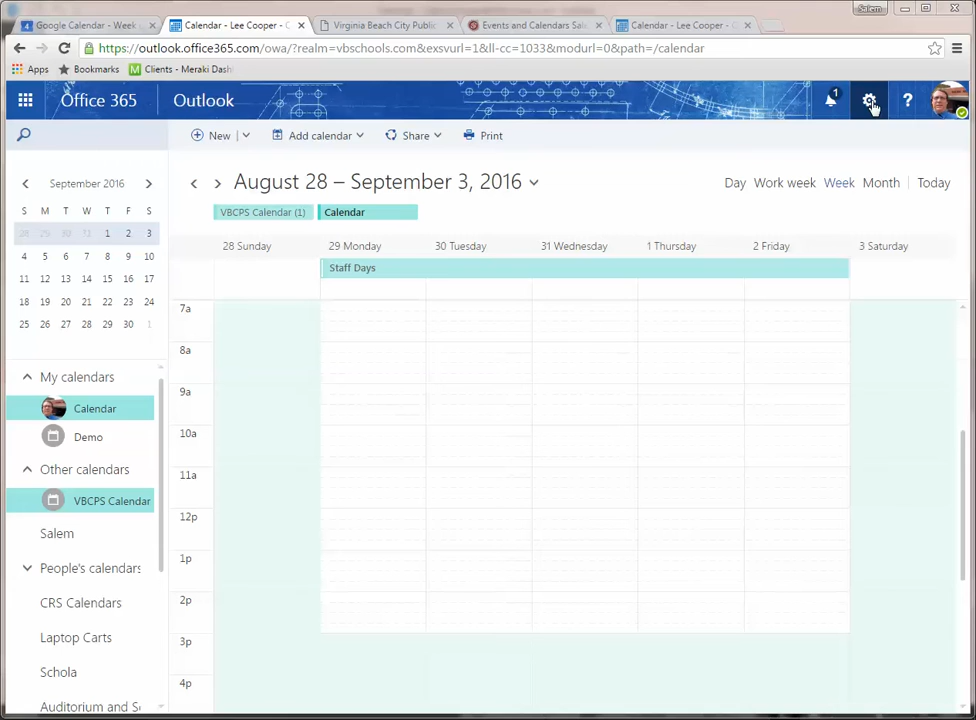 Salem
Google Calendar - Week
Calendar - Lee Cooper - C
Virginia Beach City Public
Events and Calendars Sal
Calendar - Lee Cooper - C
https://outlook.office365.com/owa/?realm=vbschools.com&exsvurl=1&ll-cc=1033&modurl=0&path=/calendar
Apps Bookmarks Clients - Meraki Das
Office 365 Outlook 1 ?
New Add calendar Share Print
September 2016
August 28 – September 3, 2016
Day Work week Week Month Today
S M T W T F S
28 29 30 31 1 2 3
4 5 6 7 8 9 10
11 12 13 14 15 16 17
18 19 20 21 22 23 24
25 26 27 28 29 30 1
VBCPS Calendar (1) Calendar
28 Sunday 29 Monday 30 Tuesday 31 Wednesday 1 Thursday 2 Friday 3 Saturday
Staff Days
7a
8a
9a
10a
11a
12p
1p
2p
3p
4p
My calendars
Calendar
Demo
Other calendars
VBCPS Calendar
Salem
People's calendars
CRS Calendars
Laptop Carts
Schola
Auditorium and Sc